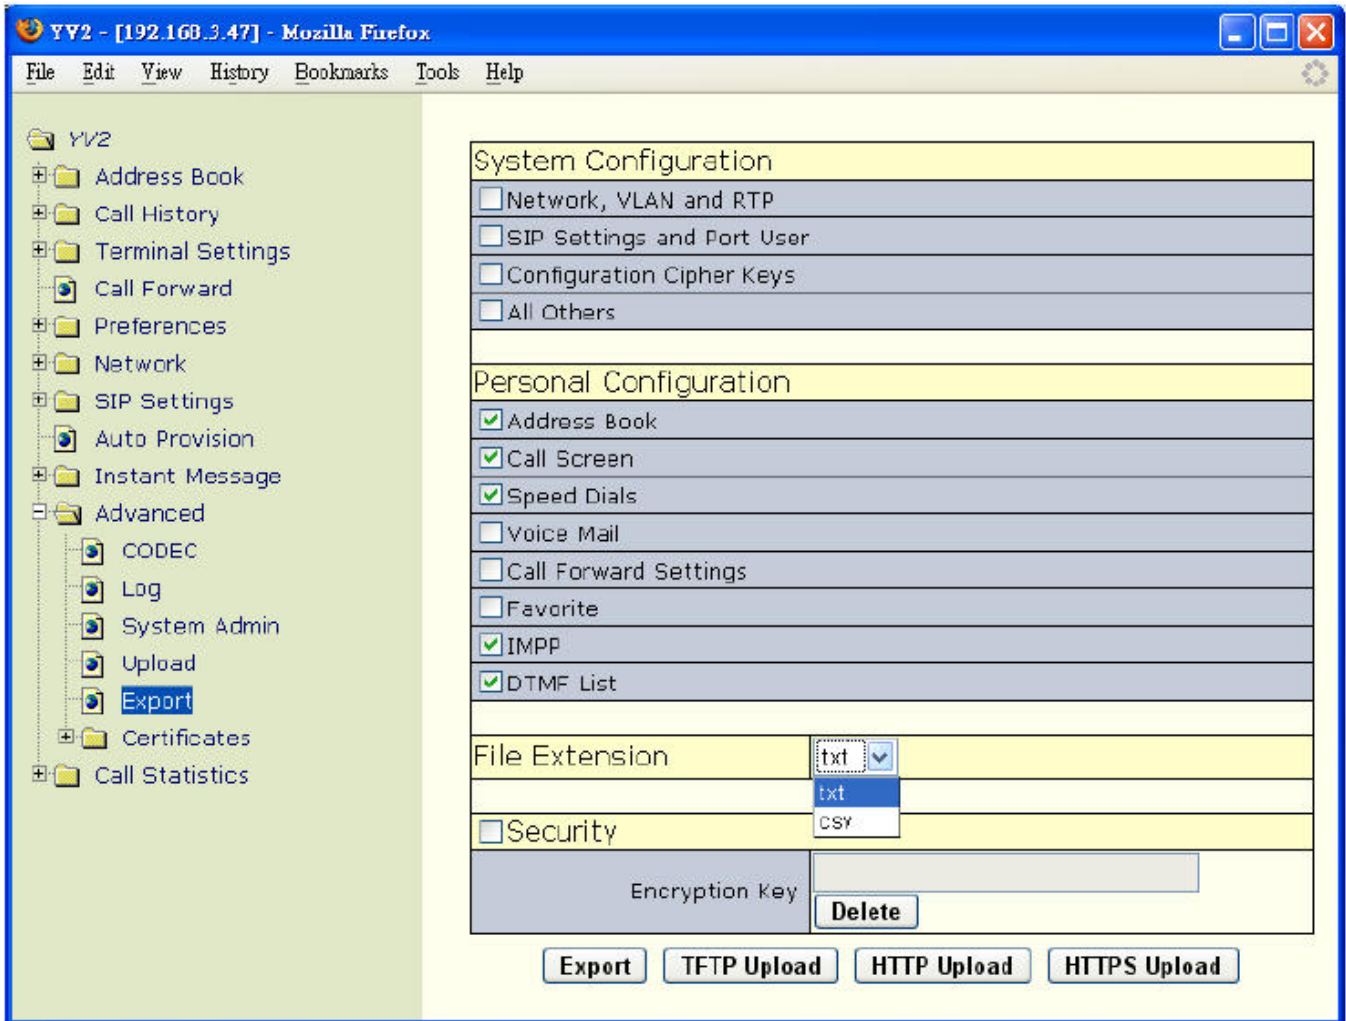 YV2 - [192.168.3.47] - Mozilla Firefox
File Edit View History Bookmarks Tools Help
YV2
Address Book
Call History
Terminal Settings
Call Forward
Preferences
Network
SIP Settings
Auto Provision
Instant Message
Advanced
CODEC
Log
System Admin
Upload
Export
Certificates
Call Statistics
System Configuration
Network, VLAN and RTP
SIP Settings and Port User
Configuration Cipher Keys
All Others
Personal Configuration
Address Book
Call Screen
Speed Dials
Voice Mail
Call Forward Settings
Favorite
IMPP
DTMF List
File Extension txt
txt
csv
Security
Encryption Key
Delete
Export TFTP Upload HTTP Upload HTTPS Upload